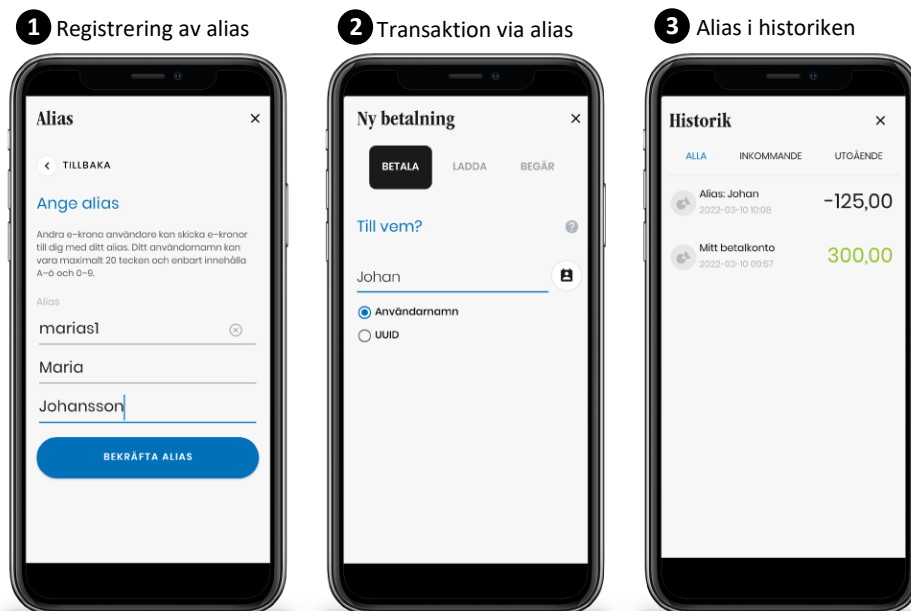 1 Registrering av alias
Alias
TILLBAKA
Ange alias
Andra e-krona användare kan skicka e-kronor
till dig med ditt alias. Ditt användarnamn kan
vara maximalt 20 tecken och enbart innehålla
A-ö och 0-9.
Alias
marias1
Maria
Johansson
BEKRÄFTA ALIAS
2 Transaktion via alias
Ny betalning
BETALA LADDA BEGÄR
Till vem?
Johan
Användarnamn
UUID
3 Alias i historiken
Historik
ALLA INKOMMANDE UTGÅENDE
Alias: Johan -125,00
2022-03-10 10:08
Mitt betalkonto 300,00
2022-03-10 09:57